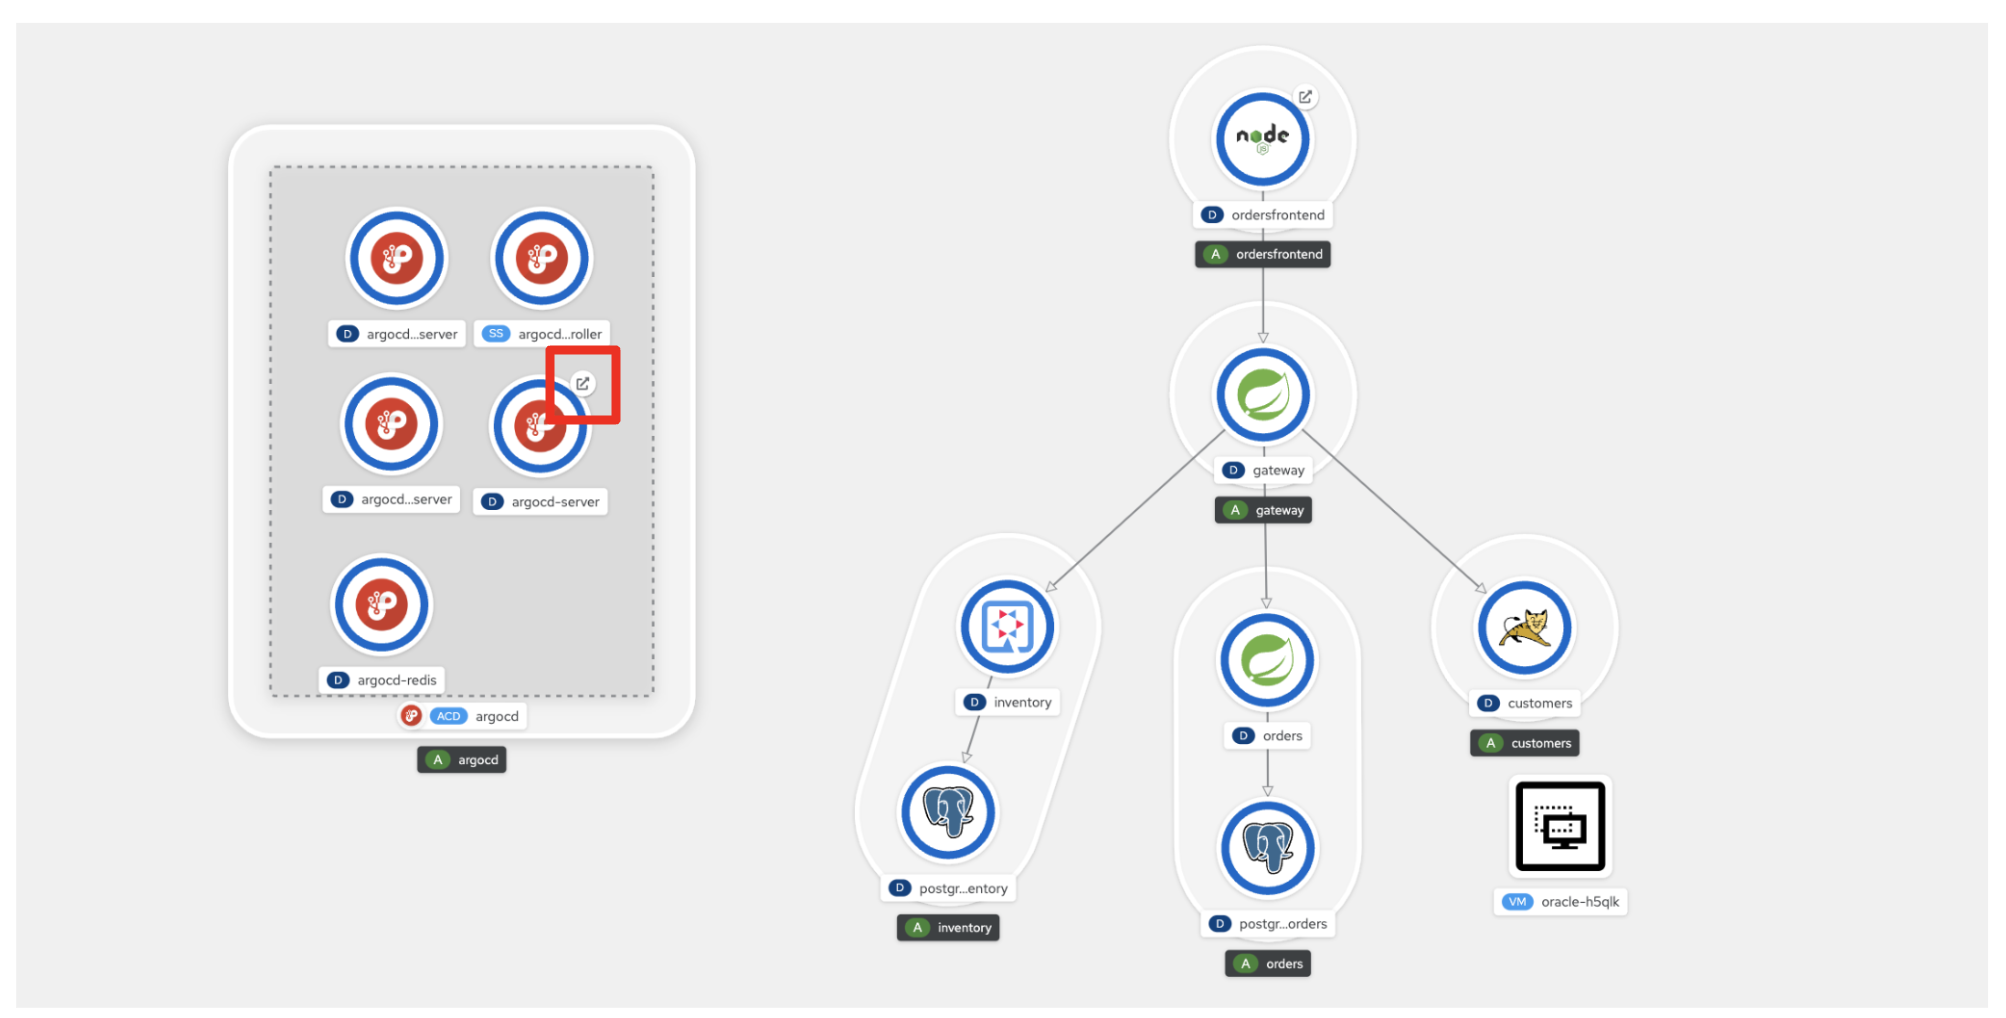 D argocd...server
SS argocd...roller
D argocd...server
D argocd-server
D argocd-redis
ACD argocd
A argocd
node
JS
D ordersfrontend
A ordersfrontend
D gateway
A gateway
D inventory
D postgr...entory
A inventory
D orders
D postgr...orders
A orders
D customers
A customers
VM oracle-h5qlk